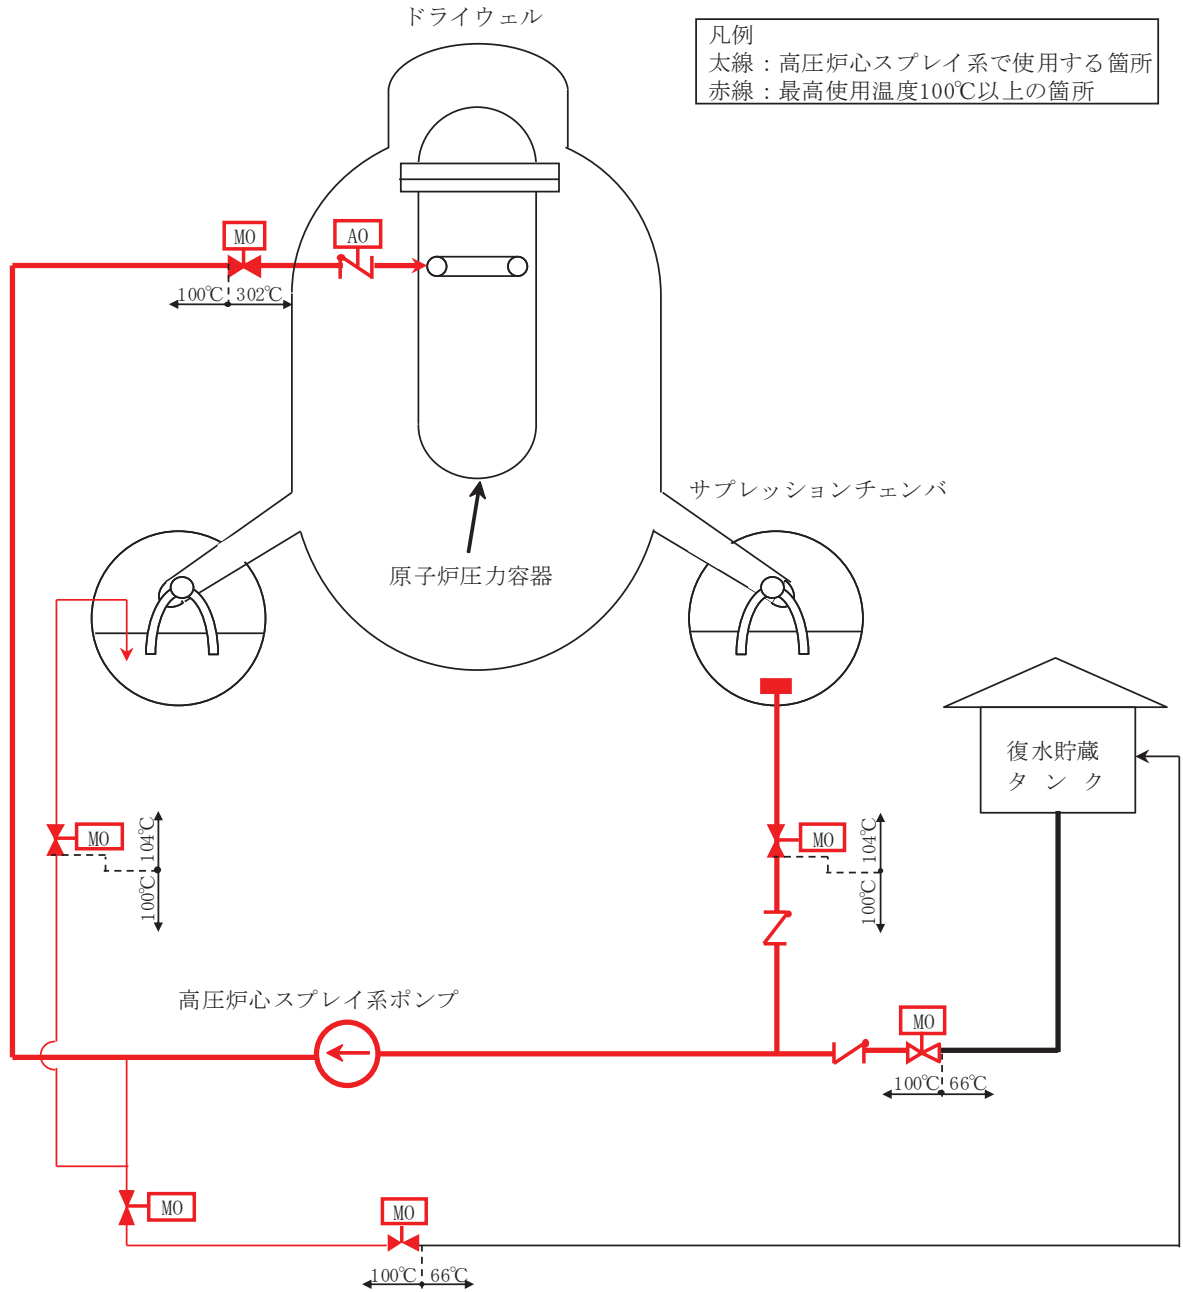 ドライウェル
凡例
太線：高圧炉心スプレイ系で使用する箇所
赤線：最高使用温度100℃以上の箇所
MO
AO
100℃
302℃
サプレッションチェンバ
原子炉圧力容器
復水貯蔵
タンク
MO
104℃
100℃
MO
104℃
100℃
高圧炉心スプレイ系ポンプ
MO
100℃
66℃
MO
MO
100℃
66℃